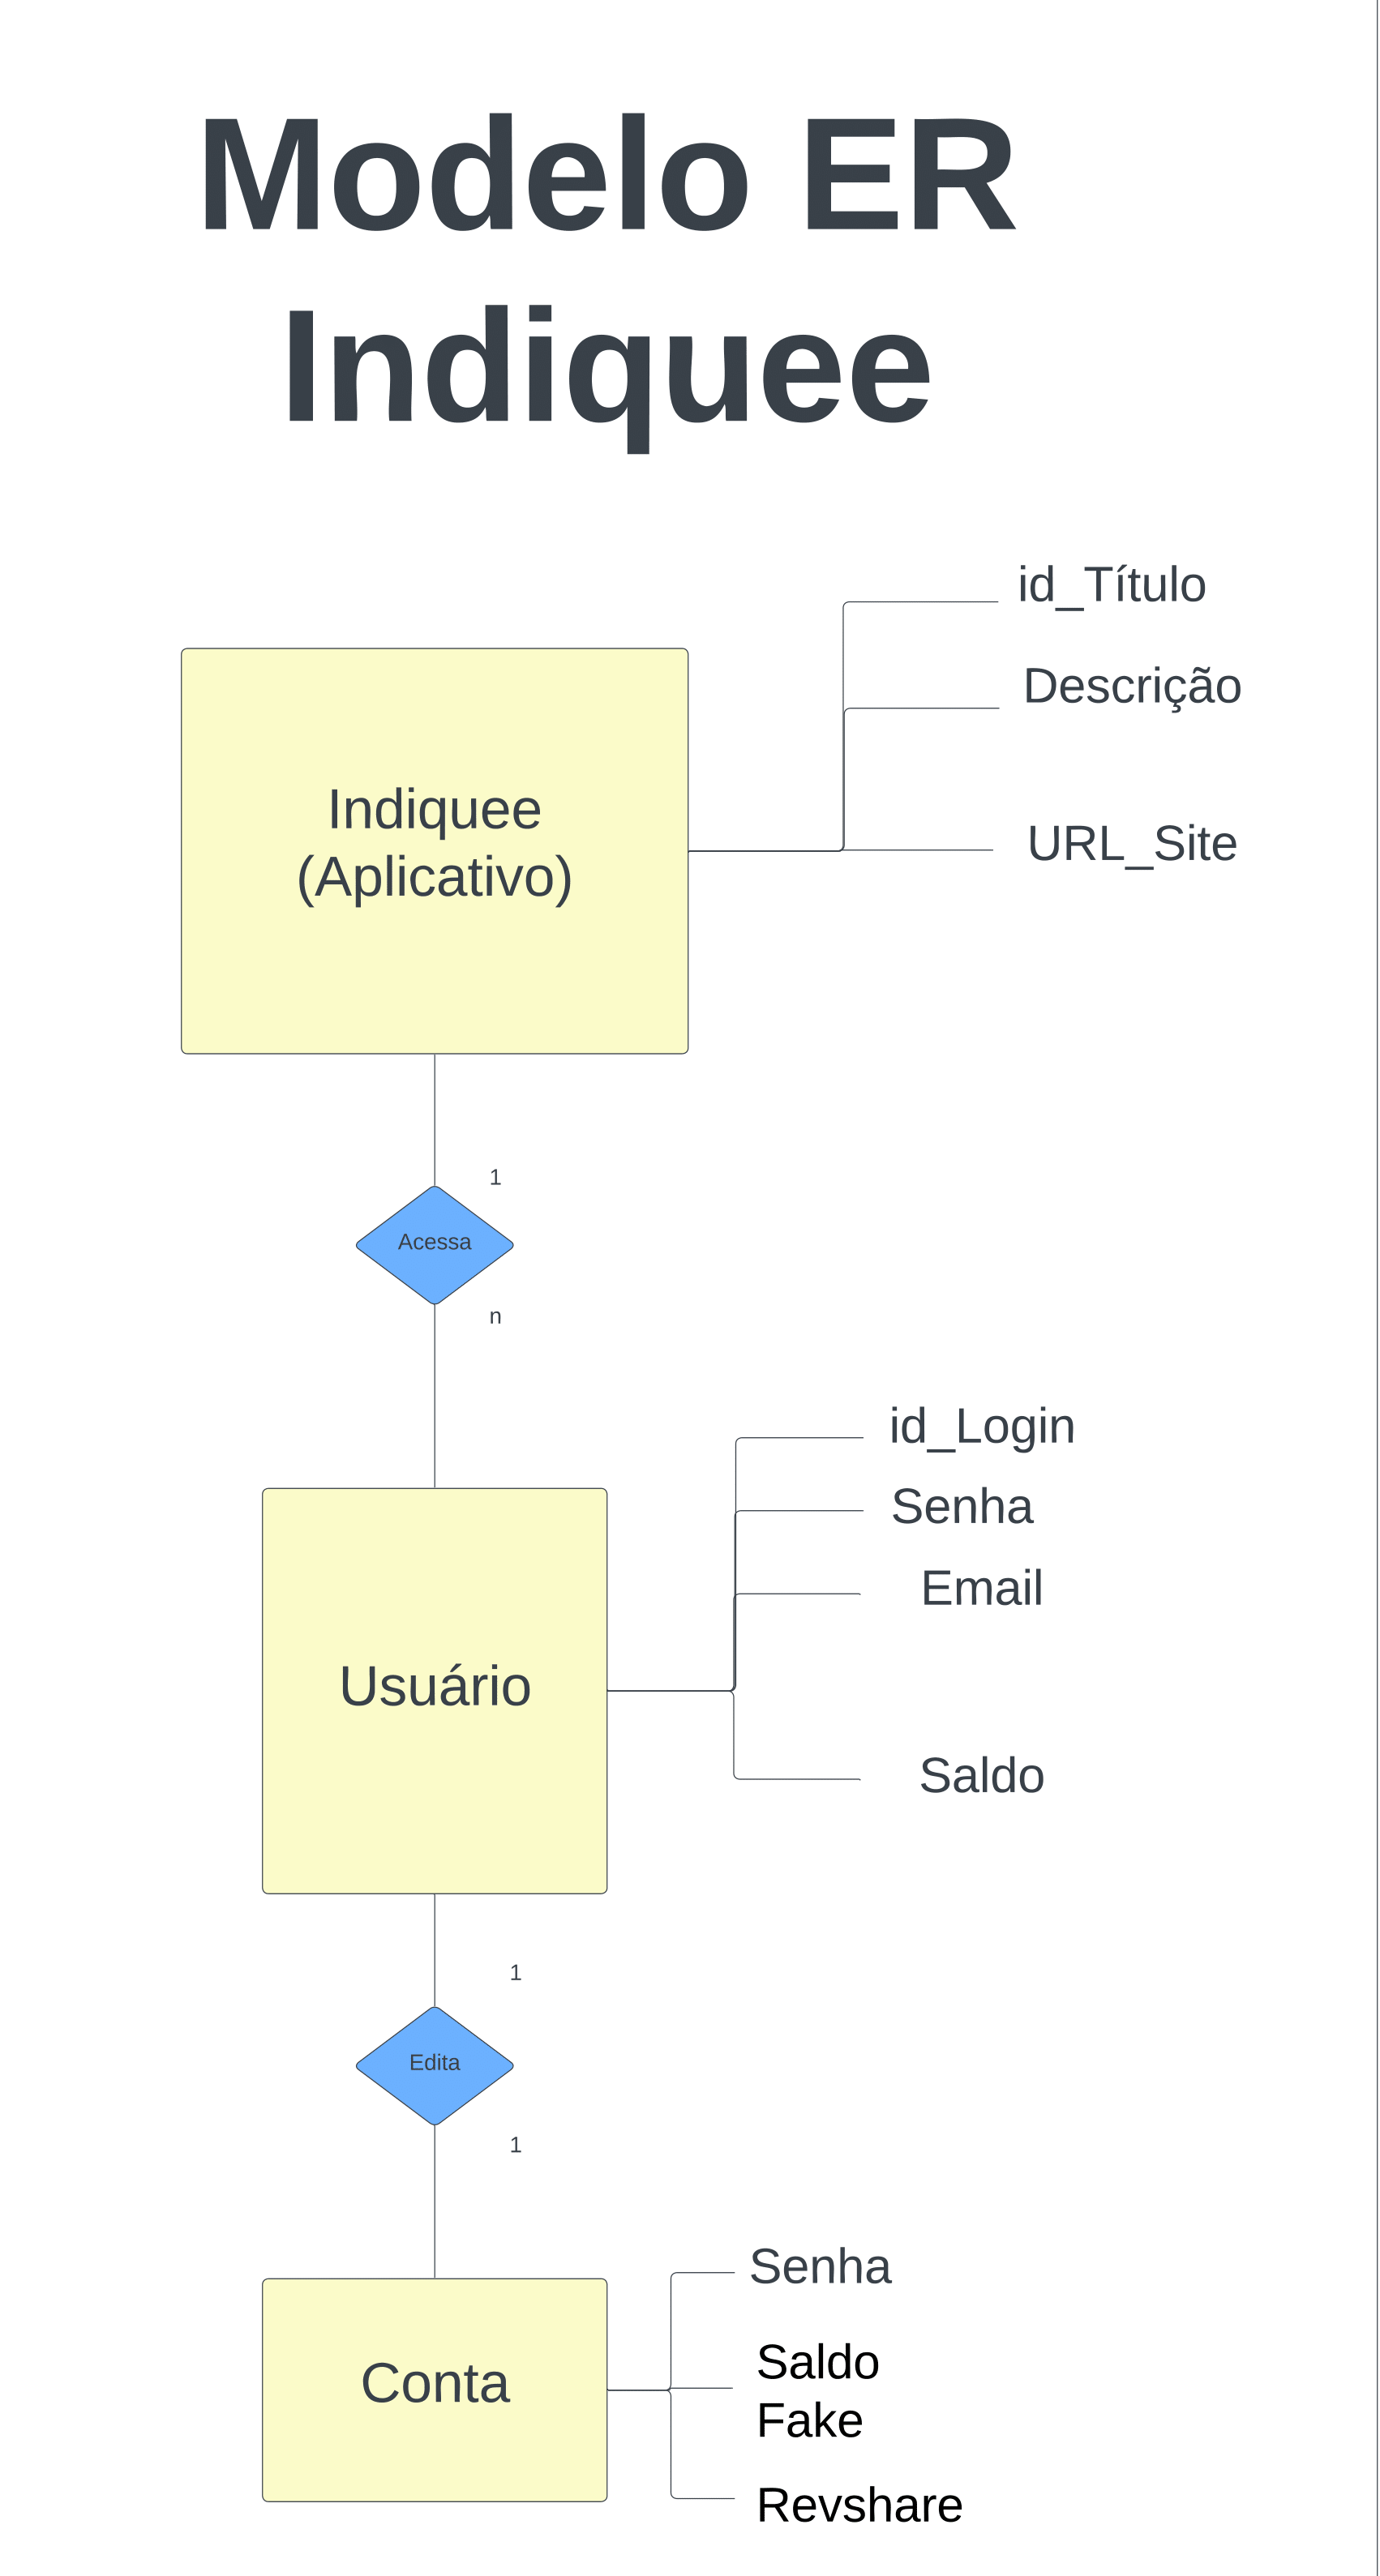 Modelo ER
Indiquee
id_Título
Descrição
URL_Site
Indiquee
(Aplicativo)
1
Acessa
n
id_Login
Senha
Email
Saldo
Usuário
1
Edita
1
Senha
Saldo
Fake
Revshare
Conta